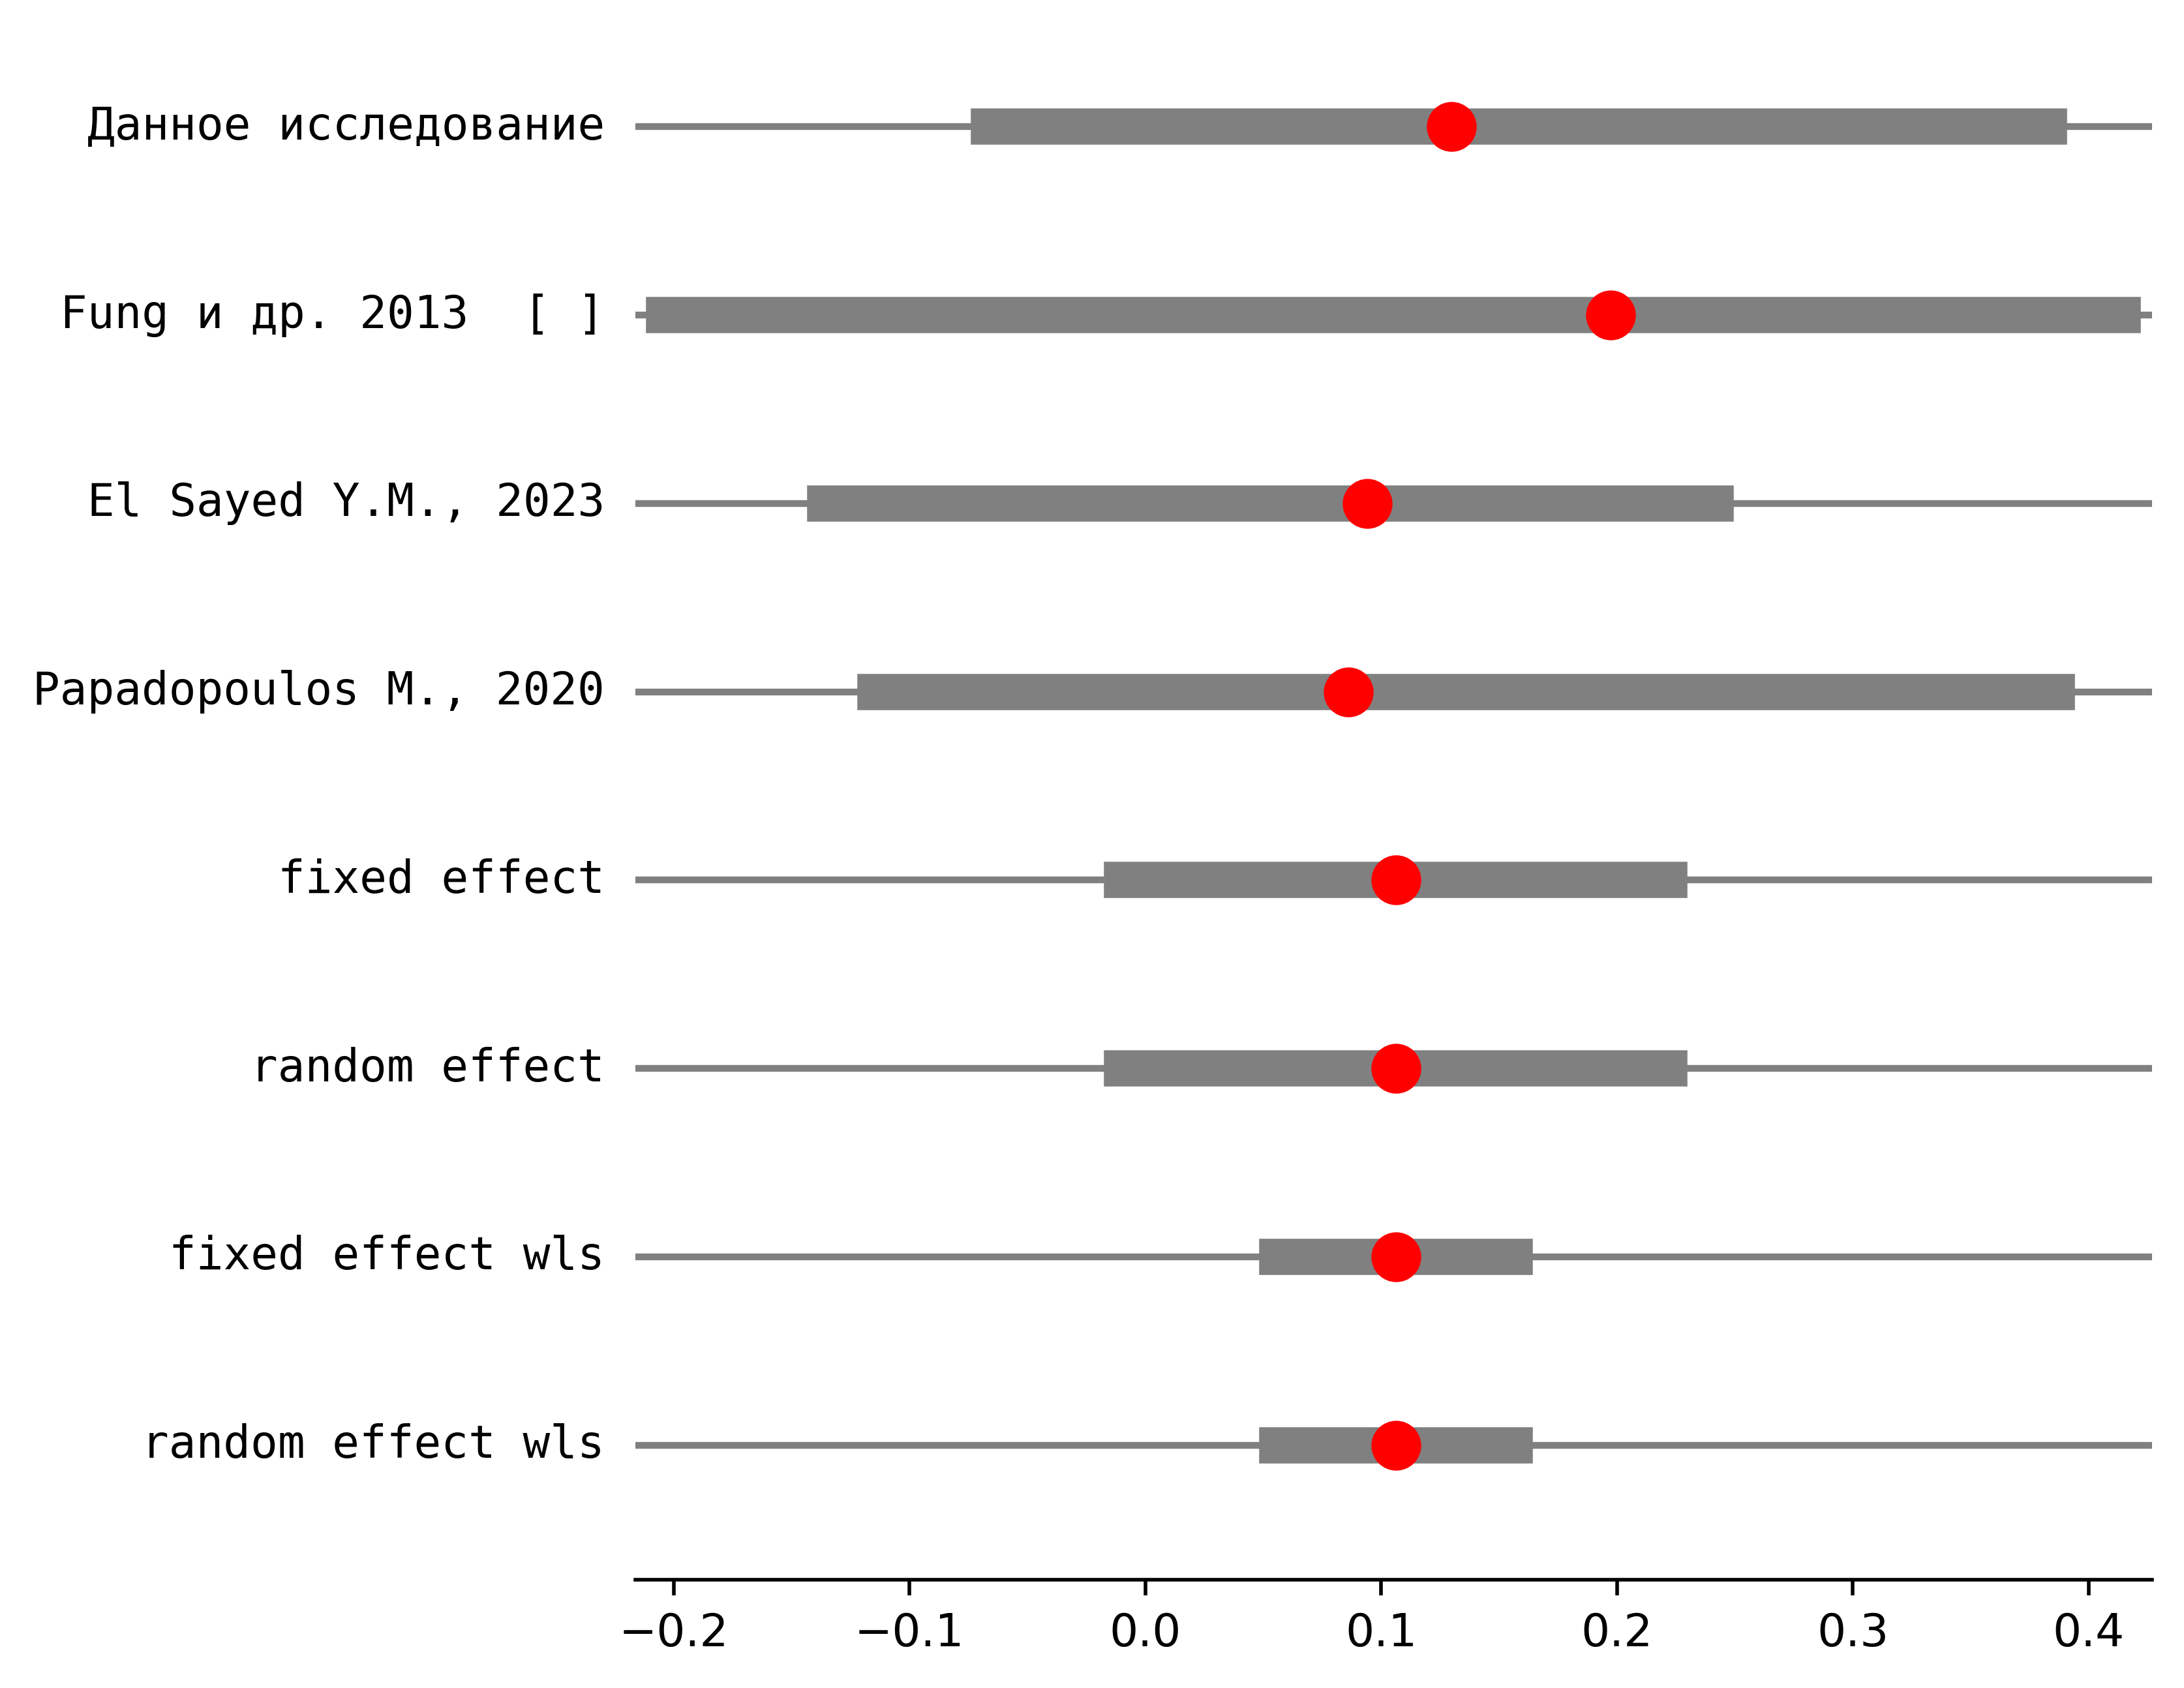 Данное исследование
Fung и др. 2013  [ ]
El Sayed Y.M., 2023
Papadopoulos M., 2020
fixed effect
random effect
fixed effect wls
random effect wls
−0.2 −0.1 0.0 0.1 0.2 0.3 0.4